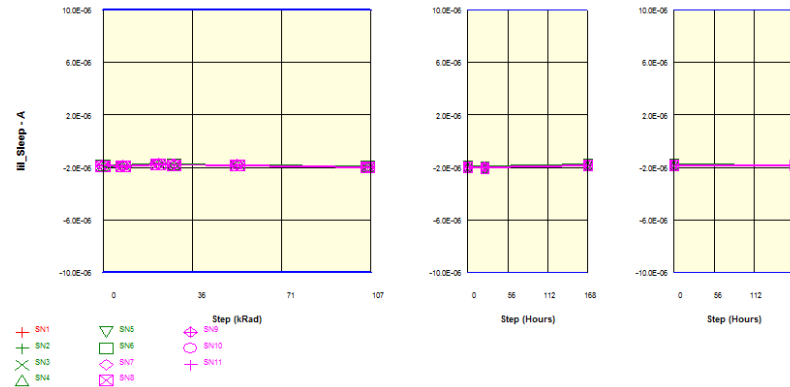 10.0E-06 10.0E-06 10.0E-06
6.0E-06 6.0E-06 6.0E-06
2.0E-06 2.0E-06 2.0E-06
Iil_Sleep - A
-2.0E-06 -2.0E-06 -2.0E-06
-6.0E-06 -6.0E-06 -6.0E-06
-10.0E-06 -10.0E-06 -10.0E-06
0 36 71 107 0 56 112 168 0 56 112
Step (kRad) Step (Hours) Step (Hours)
SN1 SN5 SN9
SN2 SN6 SN10
SN3 SN7 SN11
SN4 SN8